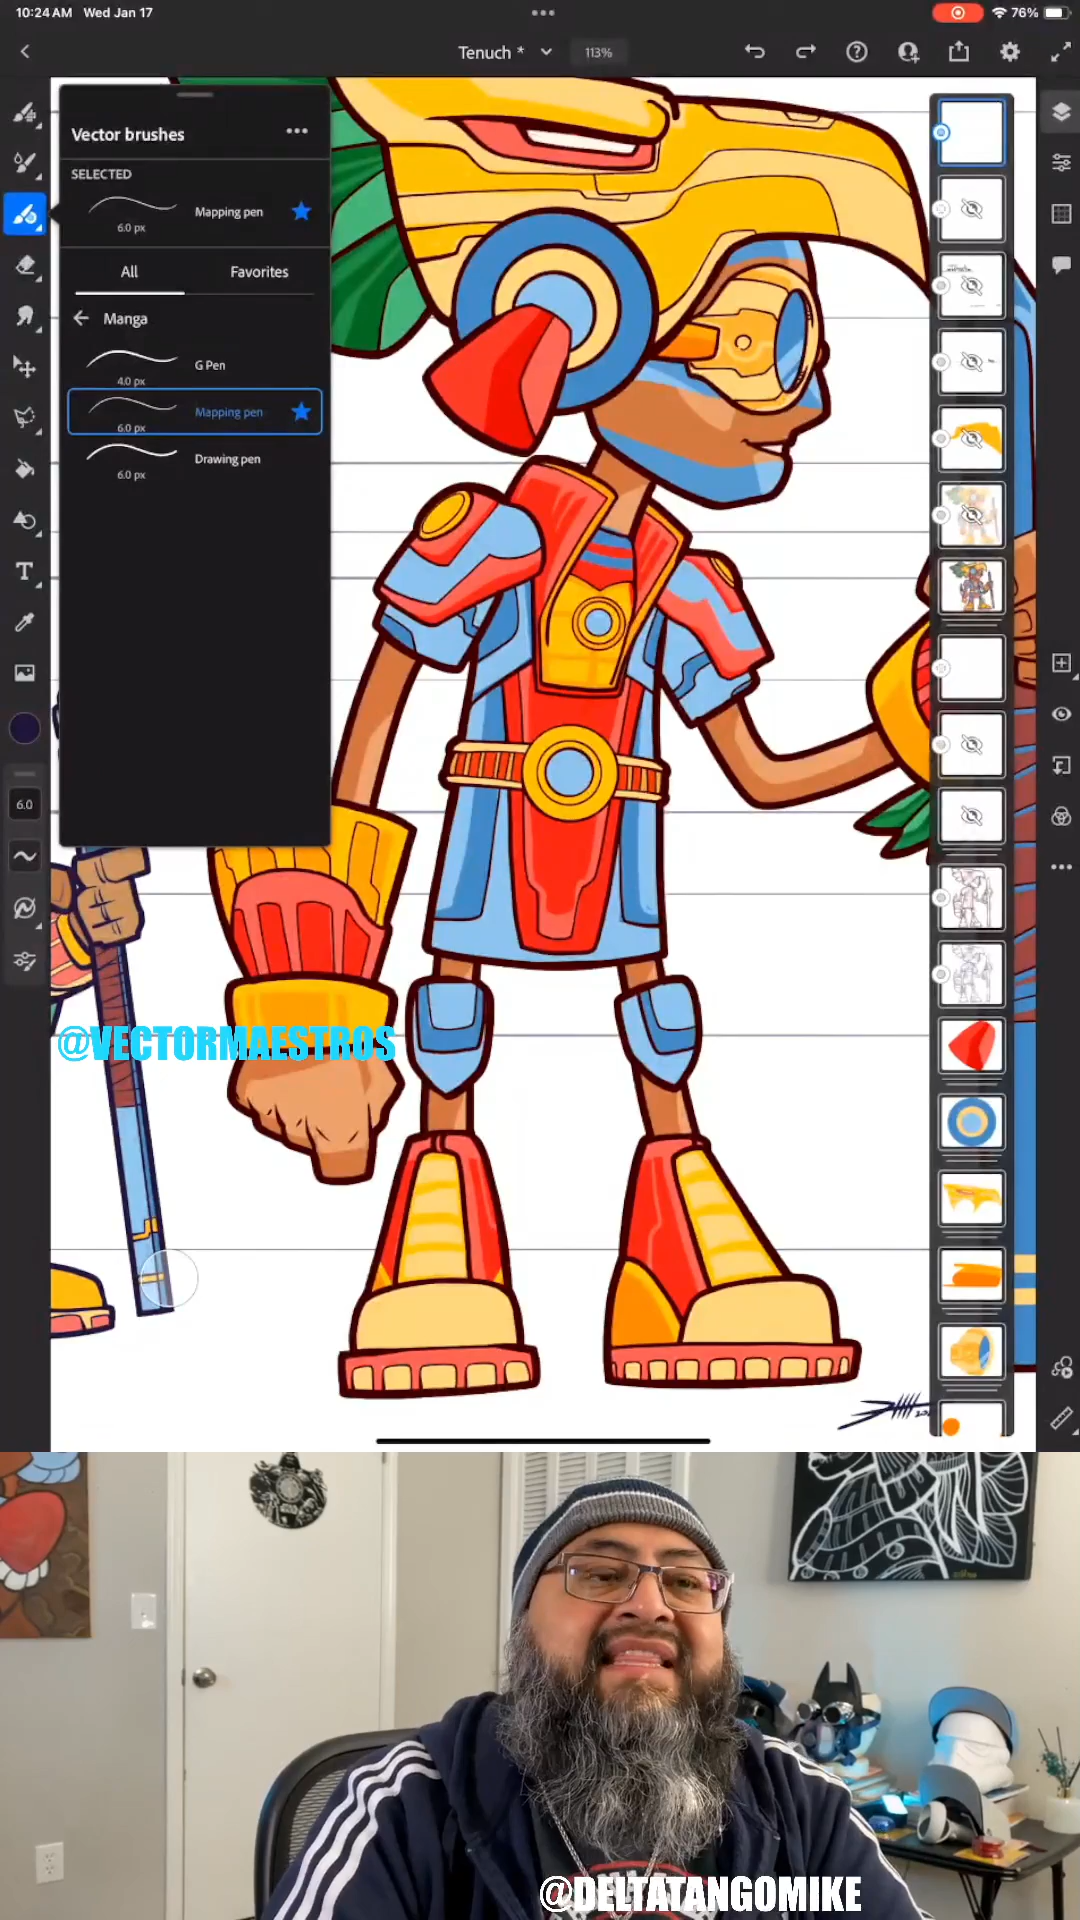 10:24 AM Wed Jan 17
76%
Tenuch *
113%
Vector brushes
SELECTED
Mapping pen
6.0 px
All
Favorites
Manga
G Pen
4.0 px
Mapping pen
6.0 px
Drawing pen
6.0 px
T
6.0
@VECTORMAESTROS
@DELTATANGOMIKE